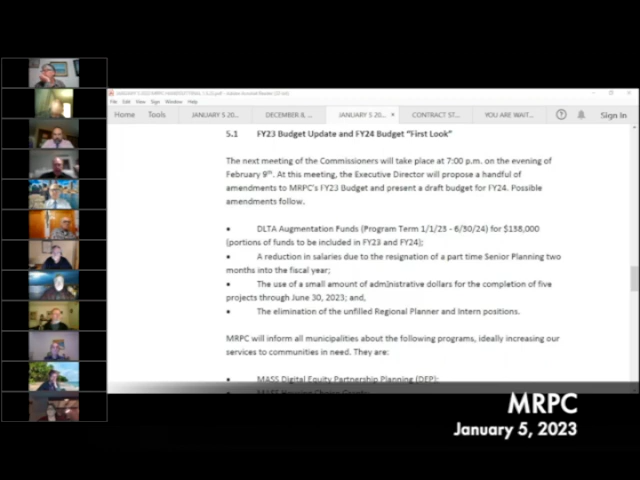 JANUARY 5 2023 MRPC
File Edit View Sign Window Help
Home Tools JANUARY 5 20... DECEMBER 8, ... JANUARY 5 20... × CONTRACT ST... YOU ARE WAIT... Sign In
5.1 FY23 Budget Update and FY24 Budget "First Look"
The next meeting of the Commissioners will take place at 7:00 p.m. on the evening of
February 9th. At this meeting, the Executive Director will propose a handful of
amendments to MRPC's FY23 Budget and present a draft budget for FY24. Possible
amendments follow.
• DLTA Augmentation Funds (Program Term 1/1/23 - 6/30/24) for $138,000
(portions of funds to be included in FY23 and FY24);
• A reduction in salaries due to the resignation of a part time Senior Planning two
months into the fiscal year;
• The use of a small amount of administrative dollars for the completion of five
projects through June 30, 2023; and,
• The elimination of the unfilled Regional Planner and Intern positions.
MRPC will inform all municipalities about the following programs, ideally increasing our
services to communities in need. They are:
• MASS Digital Equity Partnership Planning (DEP);
• MASS Housing Choice Grants;
MRPC
January 5, 2023